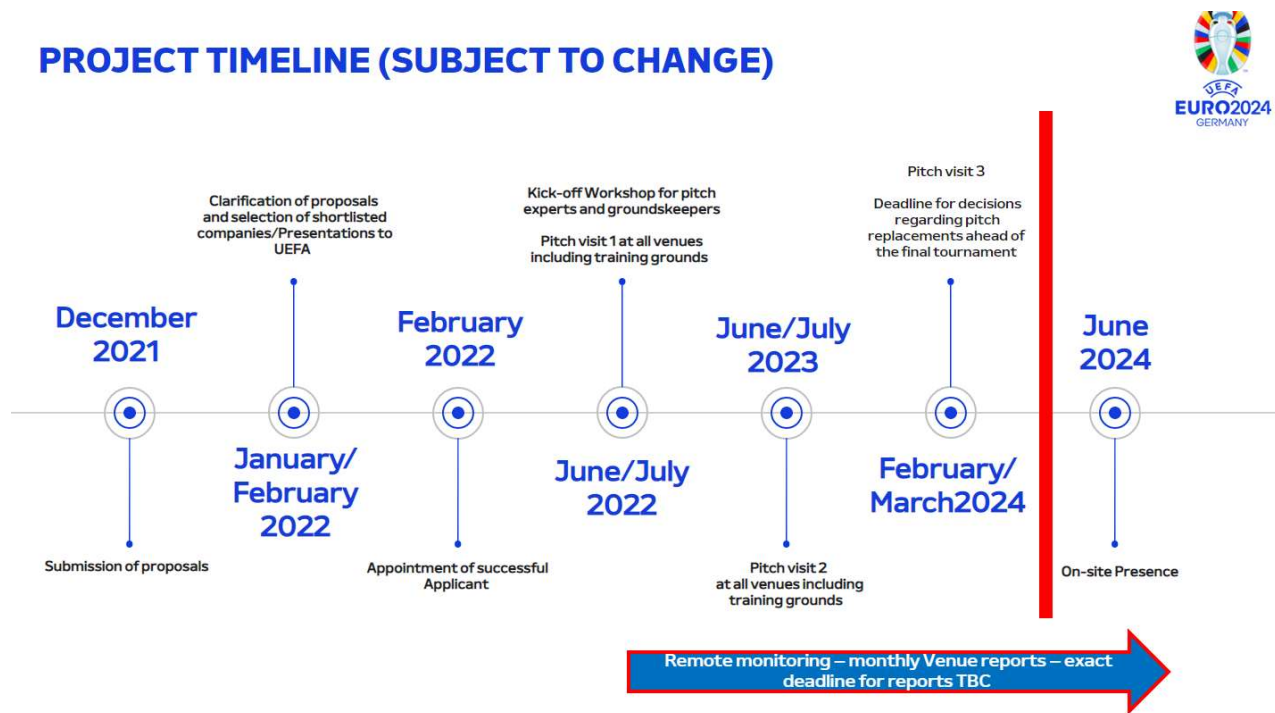 PROJECT TIMELINE (SUBJECT TO CHANGE)
UEFA
EURO2024
GERMANY
December
2021
Submission of proposals
Clarification of proposals
and selection of shortlisted
companies/Presentations to
UEFA
January/
February
2022
February
2022
Appointment of successful
Applicant
Kick-off Workshop for pitch
experts and groundskeepers
Pitch visit 1 at all venues
including training grounds
June/July
2022
June/July
2023
Pitch visit 2
at all venues including
training grounds
Pitch visit 3
Deadline for decisions
regarding pitch
replacements ahead of
the final tournament
February/
March2024
June
2024
On-site Presence
Remote monitoring – monthly Venue reports – exact
deadline for reports TBC